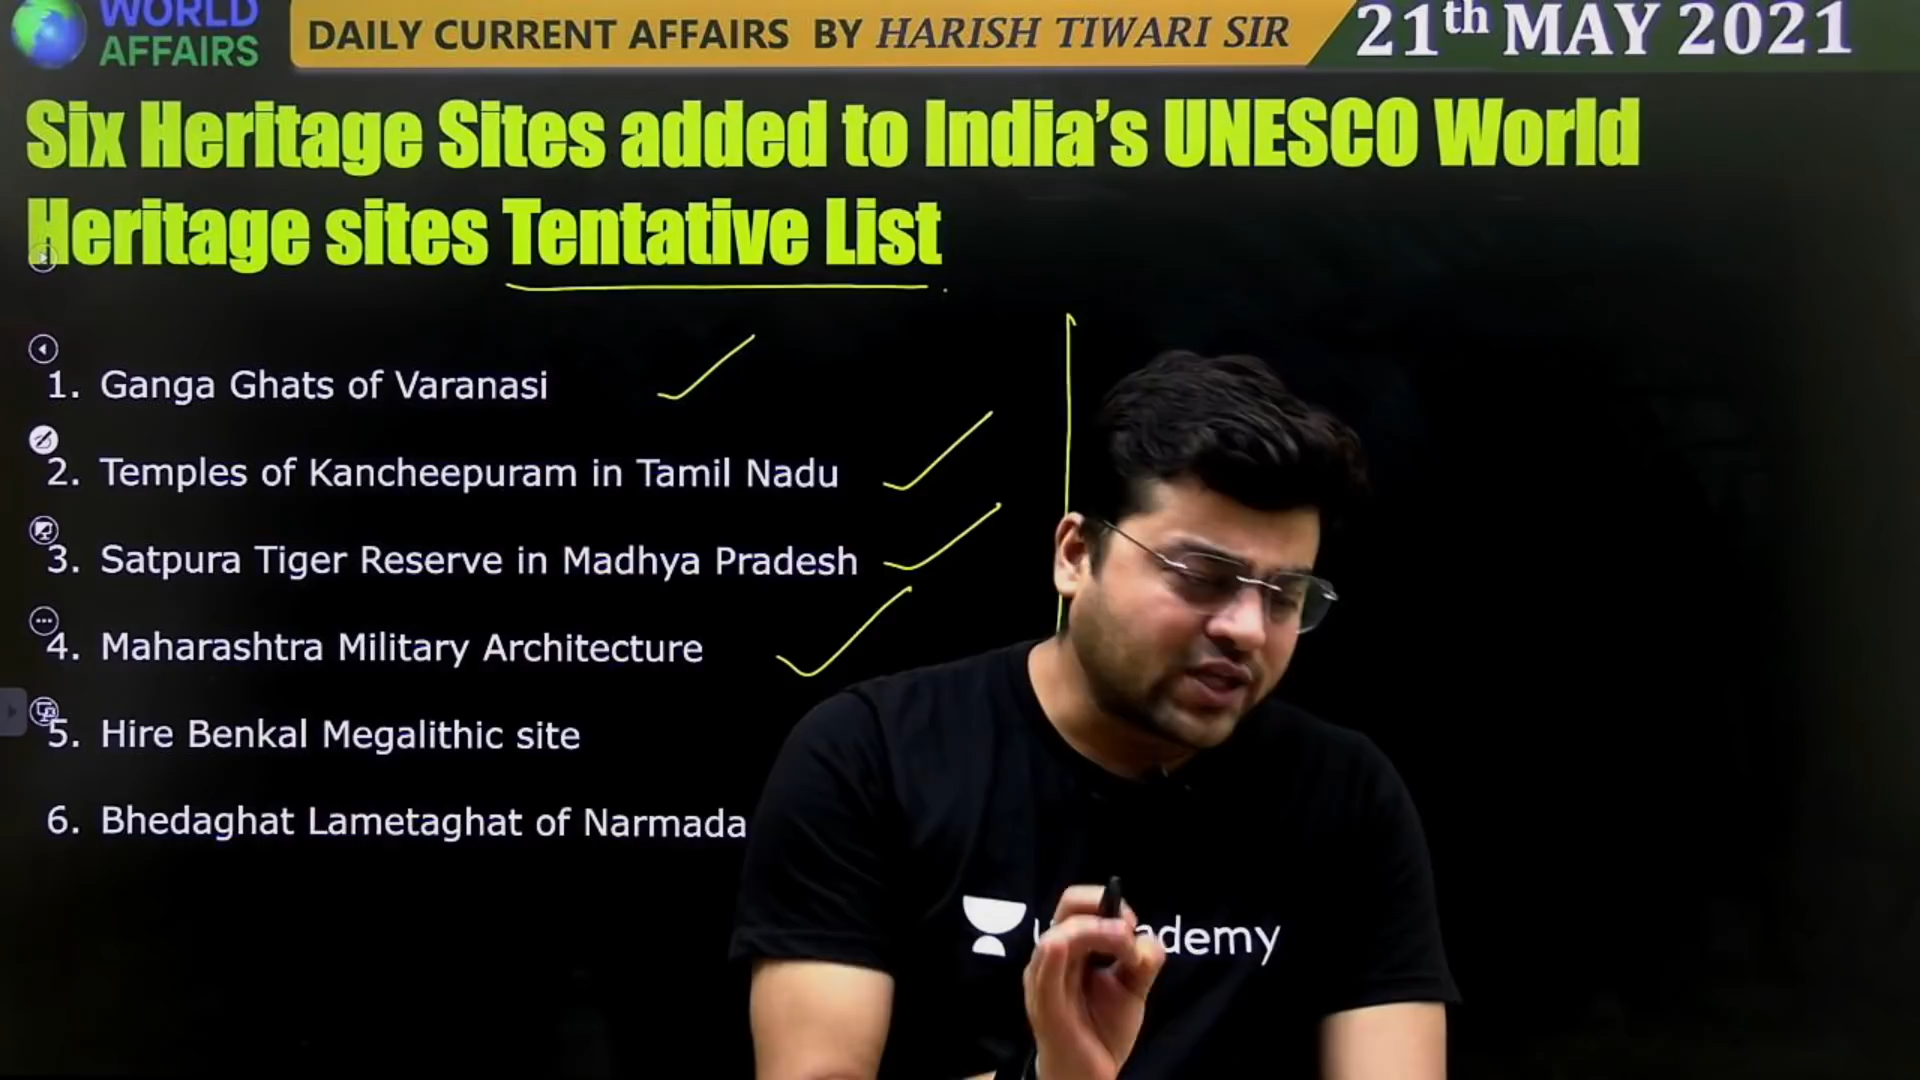 WORLD
AFFAIRS
DAILY CURRENT AFFAIRS BY HARISH TIWARI SIR
21th MAY 2021
Six Heritage Sites added to India's UNESCO World
Heritage sites Tentative List
1. Ganga Ghats of Varanasi
2. Temples of Kancheepuram in Tamil Nadu
3. Satpura Tiger Reserve in Madhya Pradesh
4. Maharashtra Military Architecture
5. Hire Benkal Megalithic site
6. Bhedaghat Lametaghat of Narmada